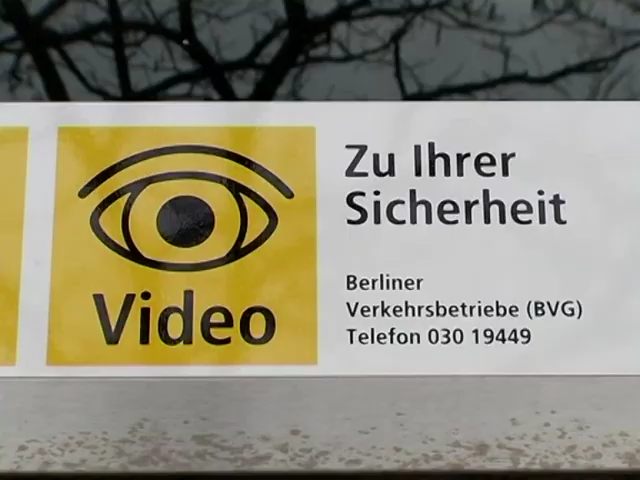 Video
Zu Ihrer
Sicherheit
Berliner
Verkehrsbetriebe (BVG)
Telefon 030 19449